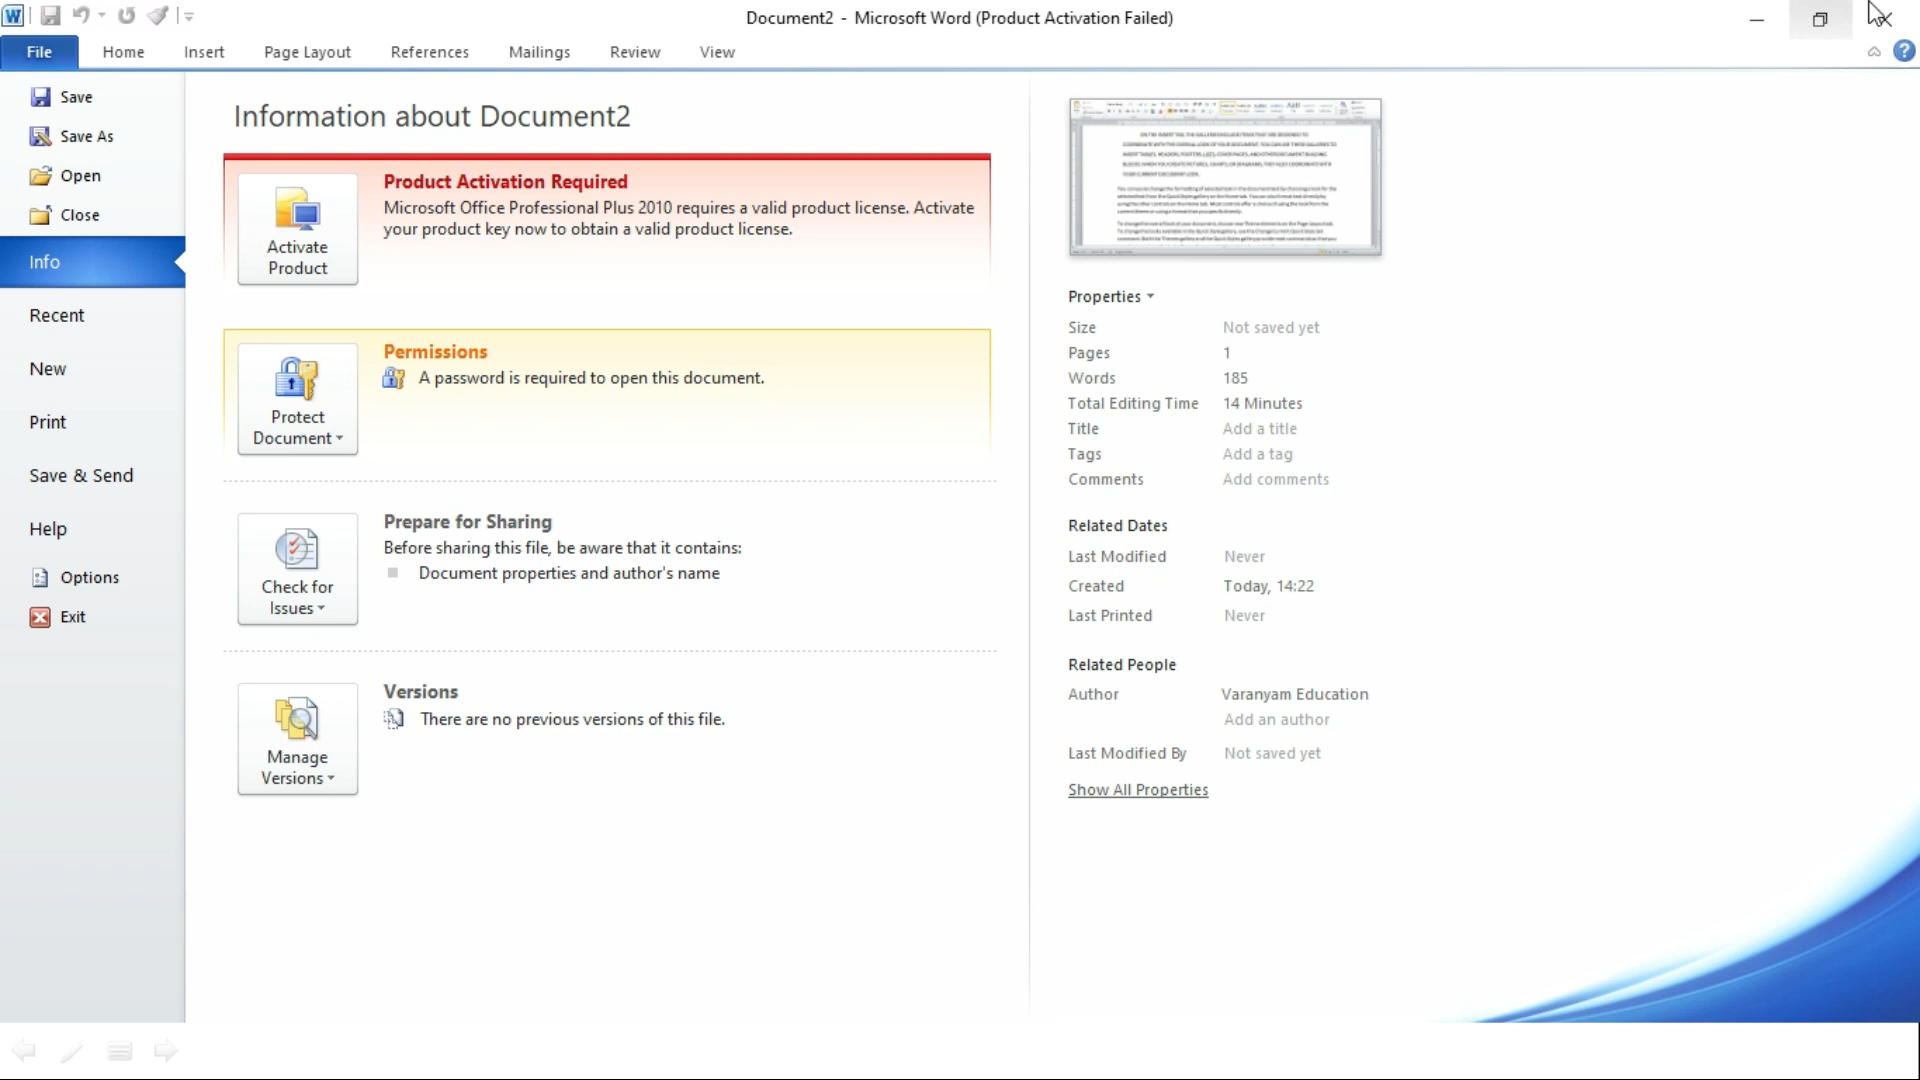 Document2 - Microsoft Word (Product Activation Failed)
File Home Insert Page Layout References Mailings Review View
Save
Save As
Open
Close
Info
Recent
New
Print
Save & Send
Help
Options
Exit
Information about Document2
Activate
Product
Product Activation Required
Microsoft Office Professional Plus 2010 requires a valid product license. Activate
your product key now to obtain a valid product license.
Protect
Document
Permissions
A password is required to open this document.
Check for
Issues
Prepare for Sharing
Before sharing this file, be aware that it contains:
Document properties and author's name
Manage
Versions
Versions
There are no previous versions of this file.
Properties
Size Not saved yet
Pages 1
Words 185
Total Editing Time 14 Minutes
Title Add a title
Tags Add a tag
Comments Add comments
Related Dates
Last Modified Never
Created Today, 14:22
Last Printed Never
Related People
Author Varanyam Education
Add an author
Last Modified By Not saved yet
Show All Properties